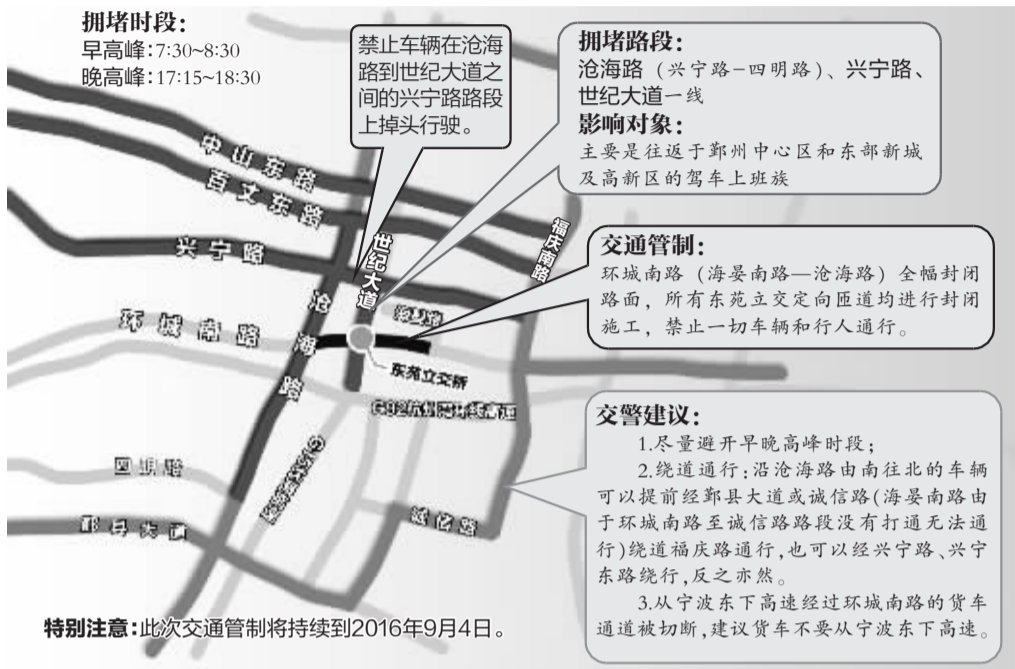 拥堵时段：
早高峰：7:30~8:30
晚高峰：17:15~18:30
禁止车辆在沧海
路到世纪大道之
间的兴宁路路段
上掉头行驶。
拥堵路段：
沧海路（兴宁路-四明路）、兴宁路、
世纪大道一线
影响对象：
主要是往返于鄞州中心区和东部新城
及高新区的驾车上班族
中山东路
百丈东路
兴宁路
世纪大道
福庆南路
沧海路
环城南路
东苑立交桥
G92杭州湾环线高速
四明路
鄞县大道
诚信路
交通管制：
环城南路（海晏南路—沧海路）全幅封闭
路面，所有东苑立交定向匝道均进行封闭
施工，禁止一切车辆和行人通行。
交警建议：
1.尽量避开早晚高峰时段；
2.绕道通行：沿沧海路由南往北的车辆
可以提前经鄞县大道或诚信路(海晏南路由
于环城南路至诚信路路段没有打通无法通
行)绕道福庆路通行,也可以经兴宁路、兴宁
东路绕行,反之亦然。
3.从宁波东下高速经过环城南路的货车
通道被切断,建议货车不要从宁波东下高速。
特别注意：此次交通管制将持续到2016年9月4日。